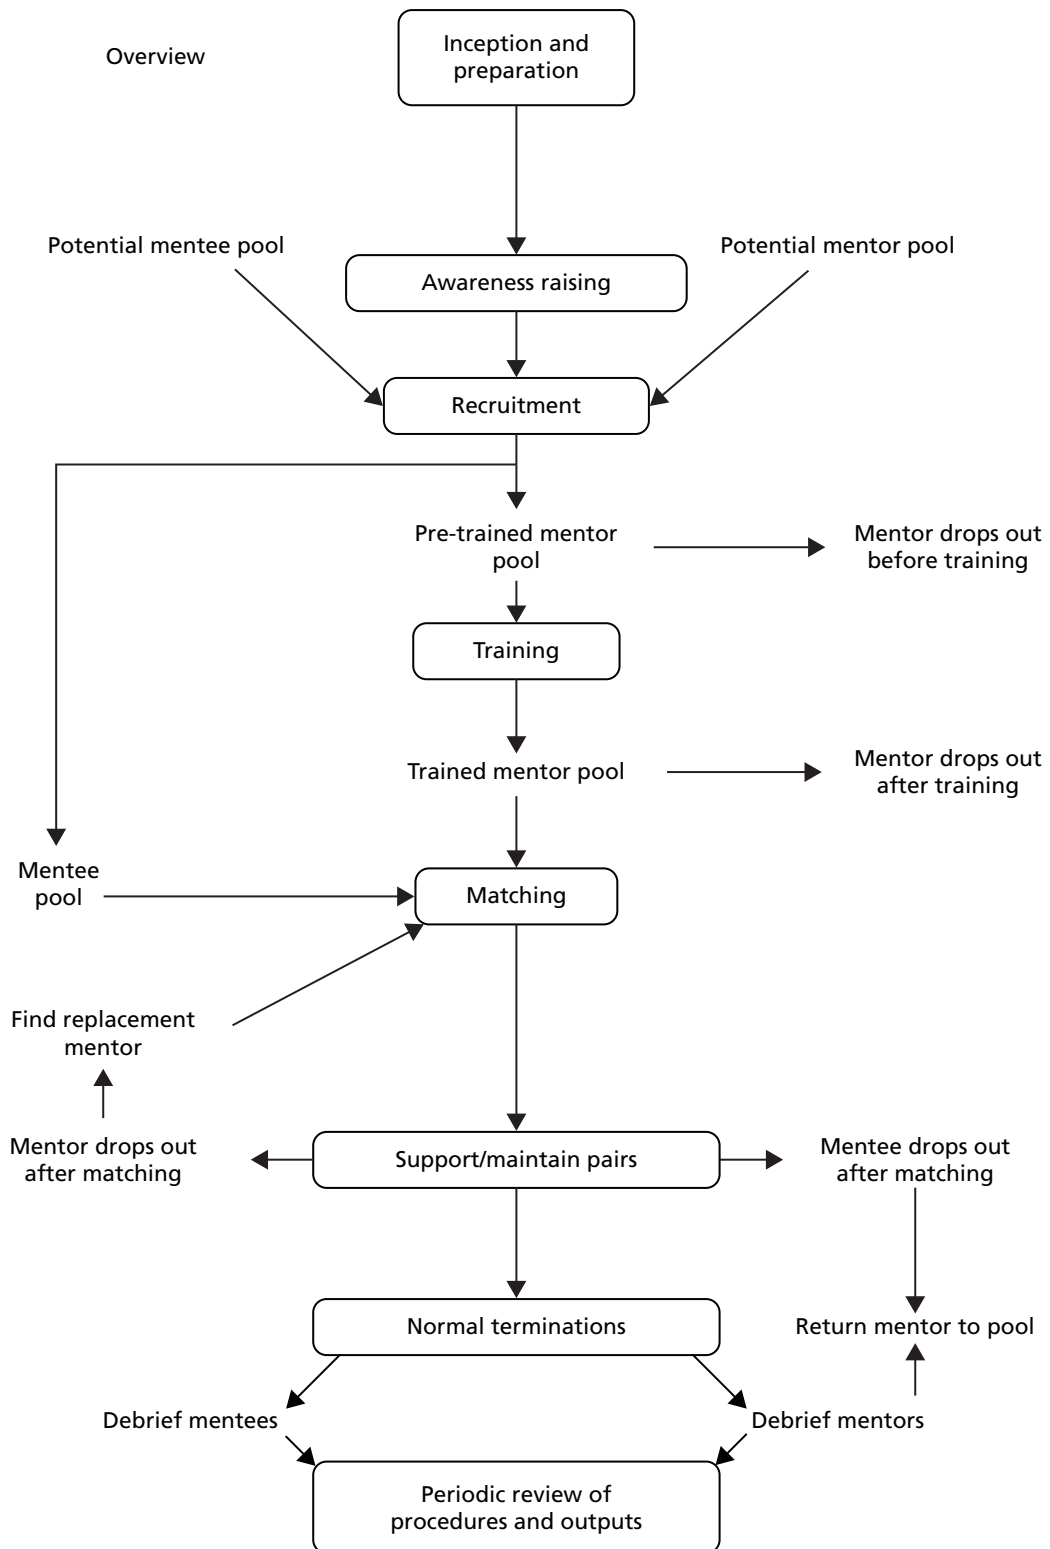 Overview
Inception and
preparation
Potential mentee pool
Potential mentor pool
Awareness raising
Recruitment
Pre-trained mentor
pool
Mentor drops out
before training
Training
Trained mentor pool
Mentor drops out
after training
Mentee
pool
Matching
Find replacement
mentor
Mentor drops out
after matching
Support/maintain pairs
Mentee drops out
after matching
Normal terminations
Return mentor to pool
Debrief mentees
Debrief mentors
Periodic review of
procedures and outputs